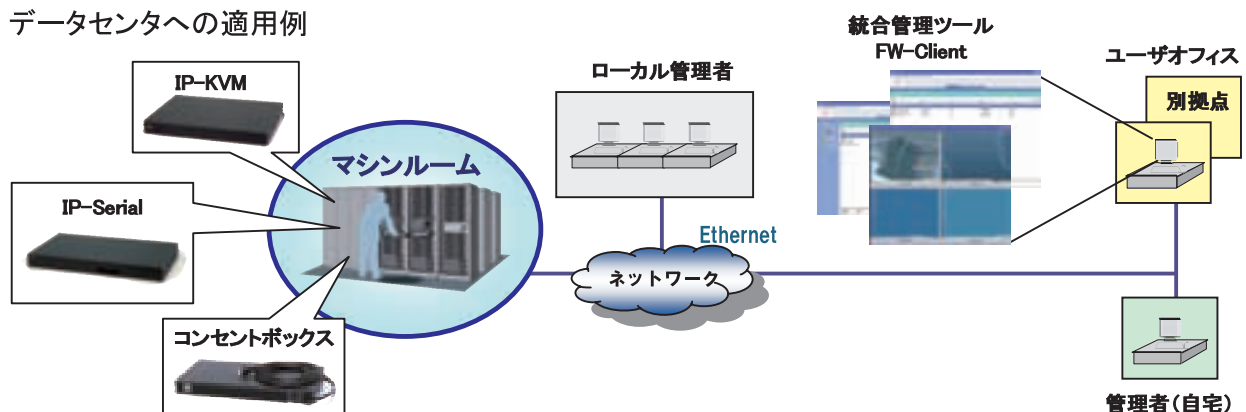 データセンタへの適用例
IP-KVM
IP-Serial
コンセントボックス
マシンルーム
ローカル管理者
Ethernet
ネットワーク
統合管理ツール
FW-Client
ユーザオフィス
別拠点
管理者（自宅）